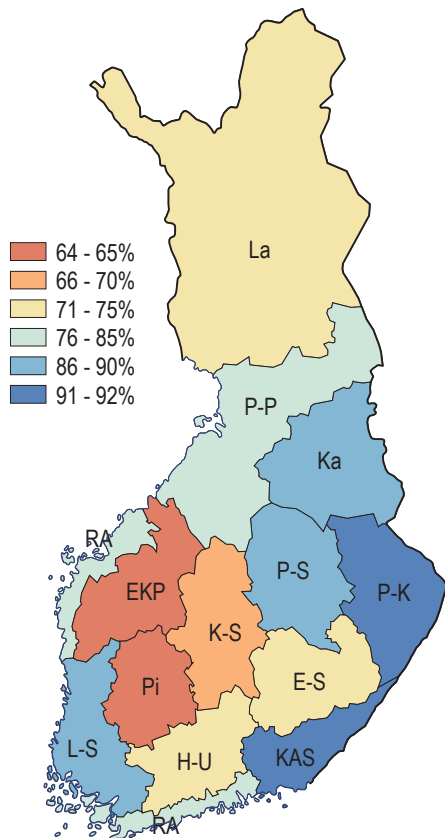 La
64 - 65%
66 - 70%
71 - 75%
76 - 85%
86 - 90%
91 - 92%
P-P
Ka
RA
P-S
P-K
EKP
K-S
E-S
Pi
L-S
H-U
KAS
RA